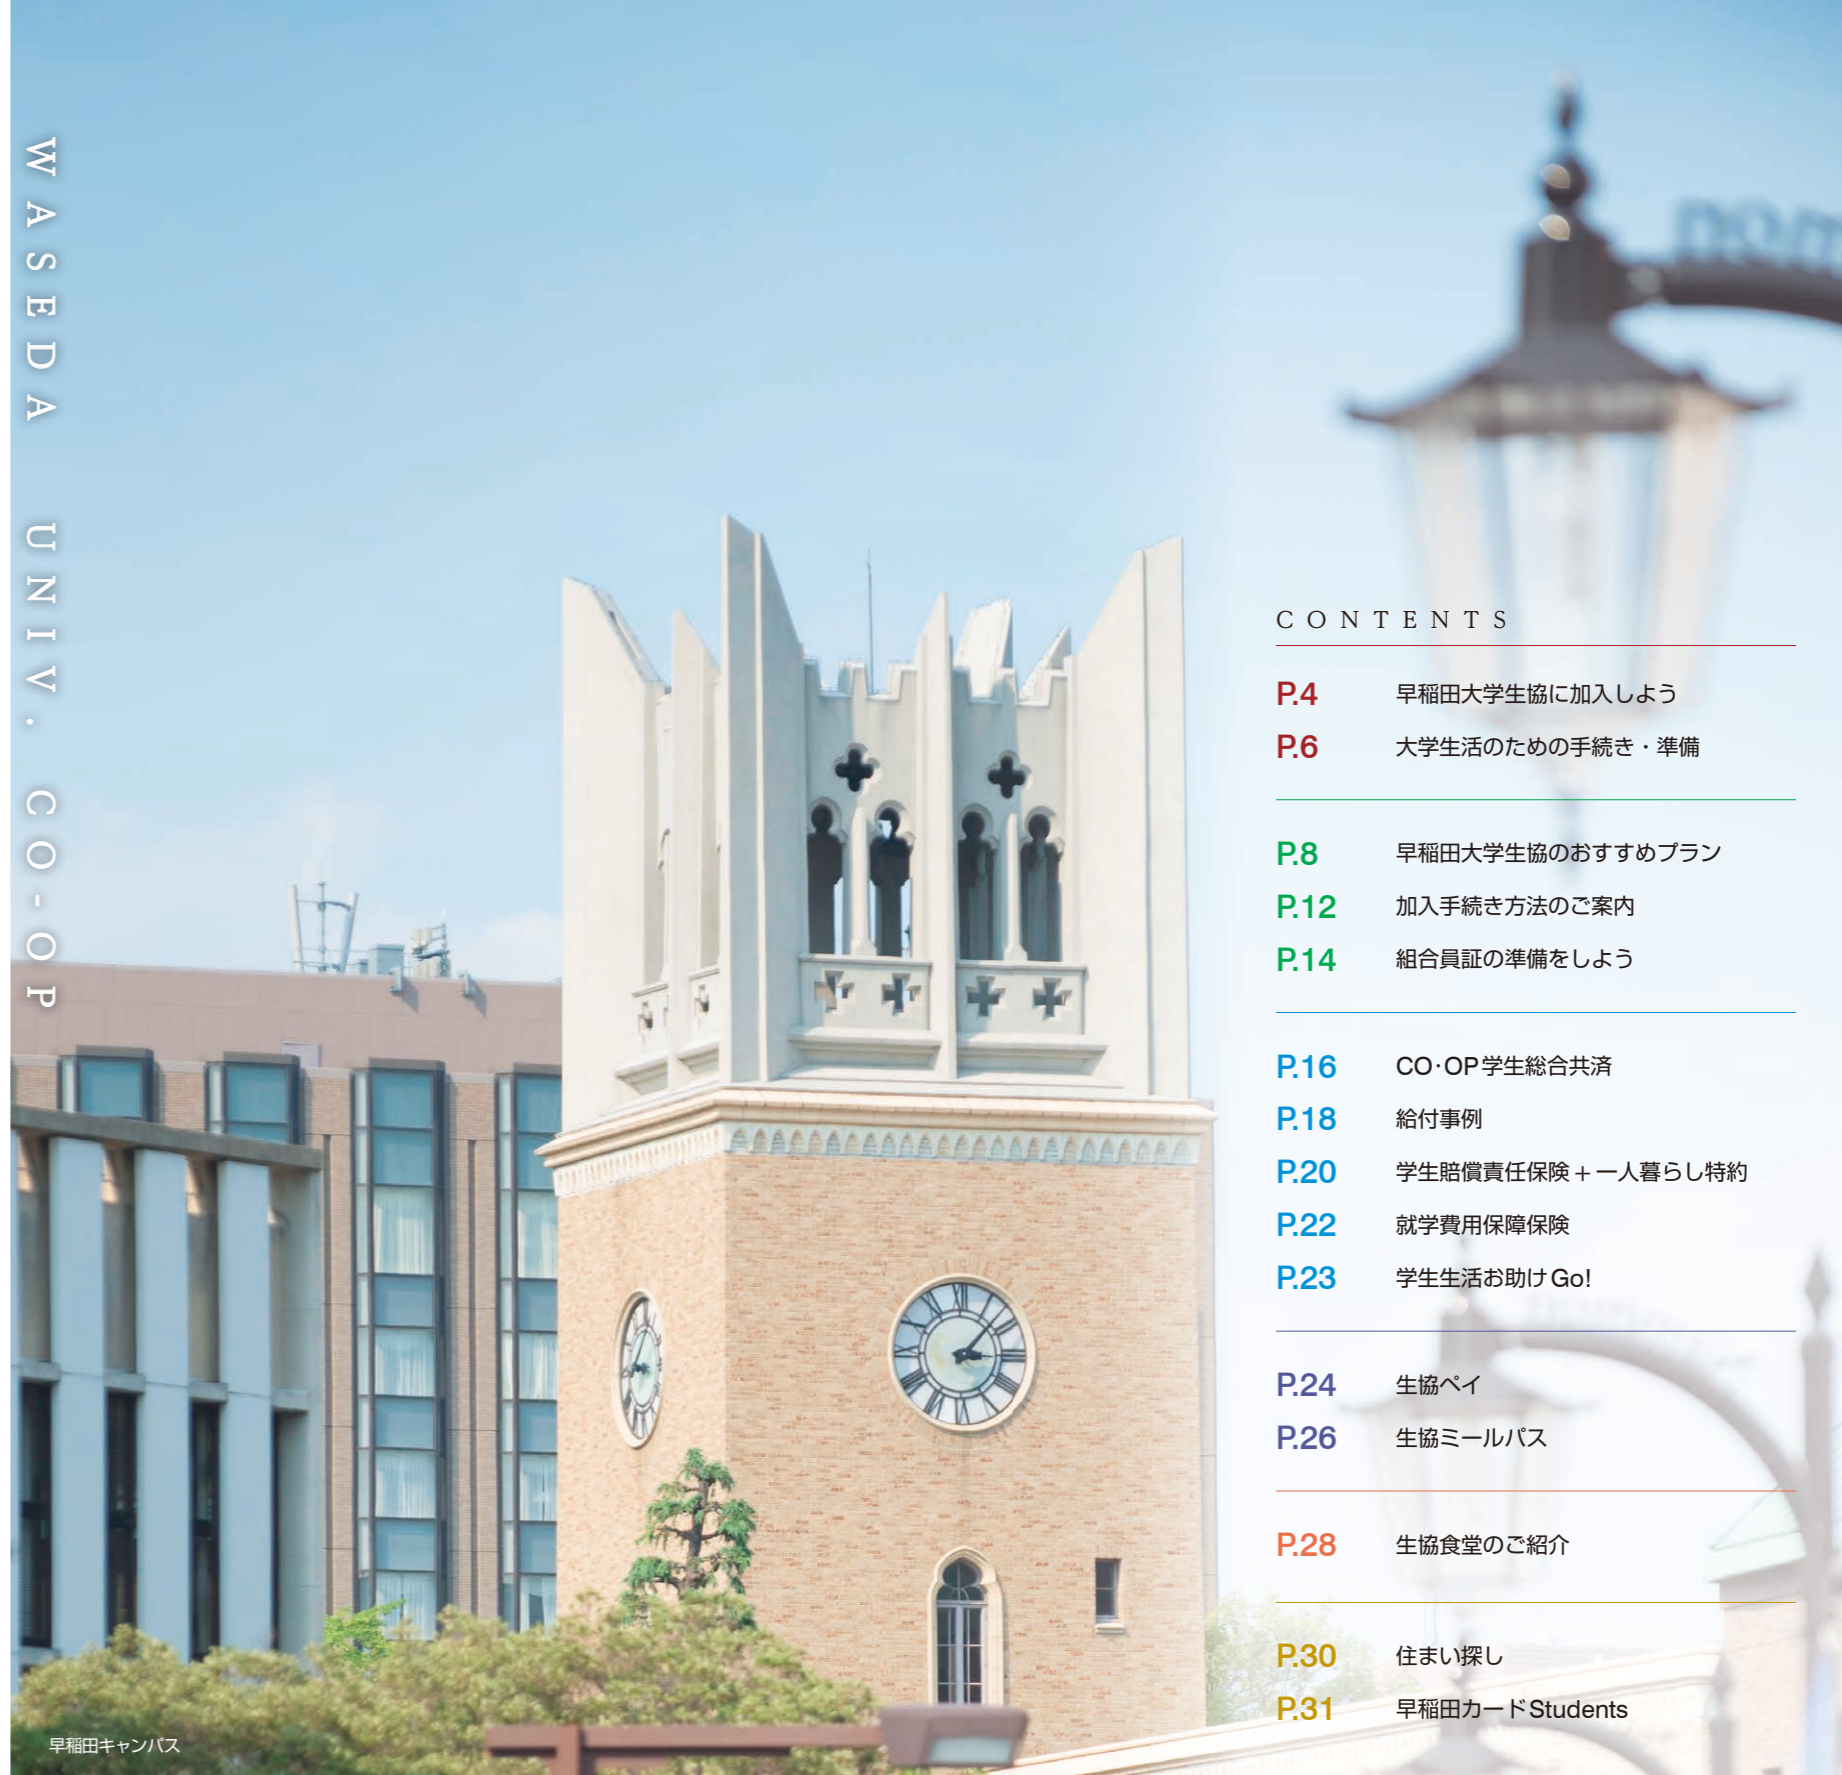 WASEDA UNIV. CO-OP
CONTENTS
P.4 早稲田大学生協に加入しよう
P.6 大学生活のための手続き・準備
P.8 早稲田大学生協のおすすめプラン
P.12 加入手続き方法のご案内
P.14 組合員証の準備をしよう
P.16 CO･OP学生総合共済
P.18 給付事例
P.20 学生賠償責任保険+一人暮らし特約
P.22 就学費用保障保険
P.23 学生生活お助けGo!
P.24 生協ペイ
P.26 生協ミールパス
P.28 生協食堂のご紹介
P.30 住まい探し
P.31 早稲田カードStudents
早稲田キャンパス